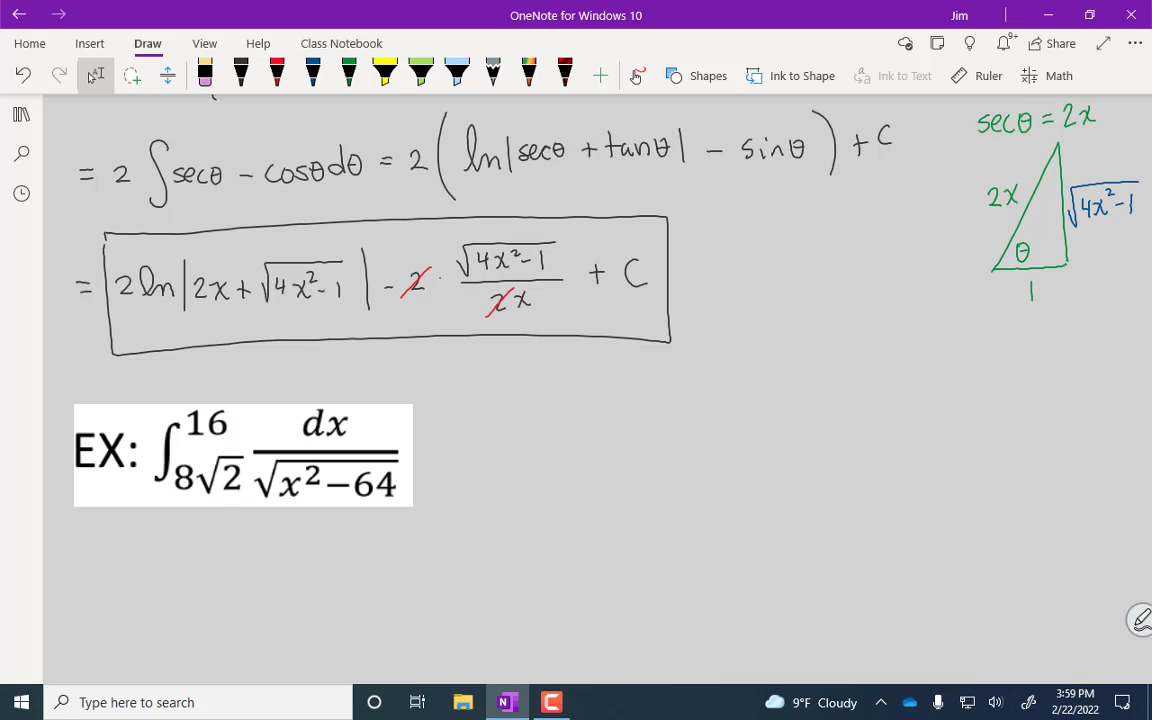 OneNote for Windows 10
Jim
Home Insert Draw View Help Class Notebook
9+
Share
Shapes Ink to Shape Ink to Text Ruler Math
= 2 ∫ secθ - cosθ dθ = 2 ( ln|secθ + tanθ| - sinθ ) + C
= 2 ln |2x + √(4x²-1)| - 2 · √(4x²-1) / 2x + C
secθ = 2x
2x
√(4x²-1)
θ
1
EX: ∫_{8√2}^{16} dx / √(x²-64)
Type here to search
9°F Cloudy
3:59 PM
2/22/2022